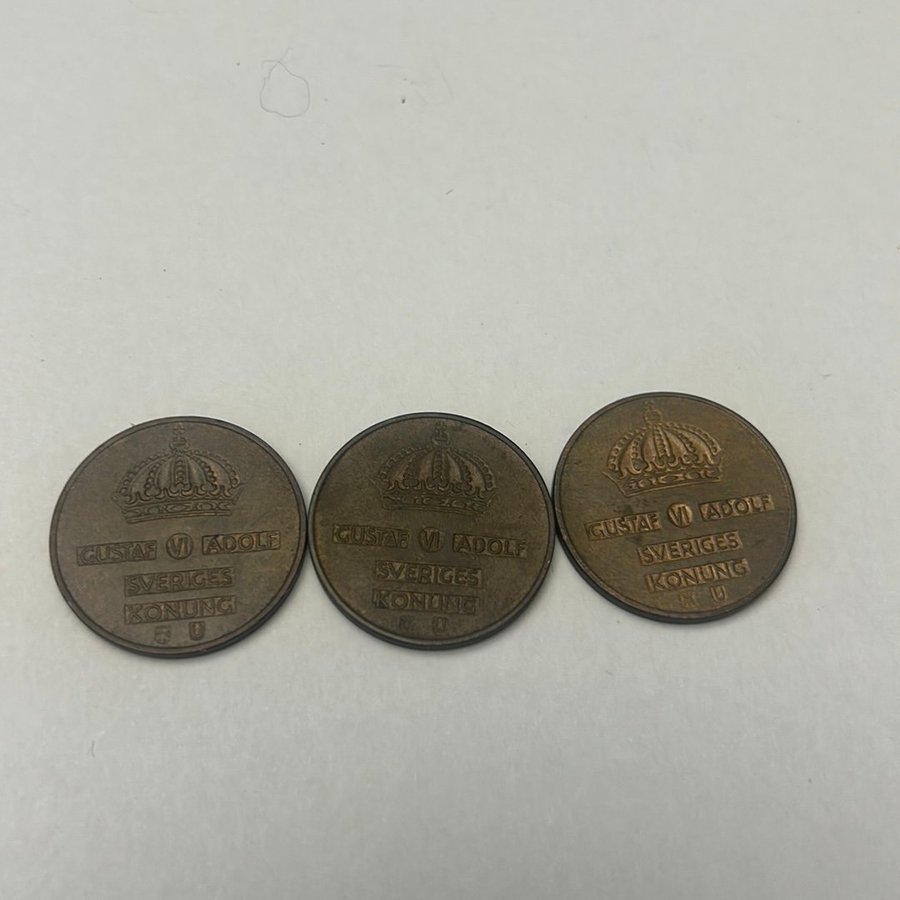 GUSTAF VI ADOLF
SVERIGES
KONUNG
U
GUSTAF VI ADOLF
SVERIGES
KONUNG
U
GUSTAF VI ADOLF
SVERIGES
KONUNG
U